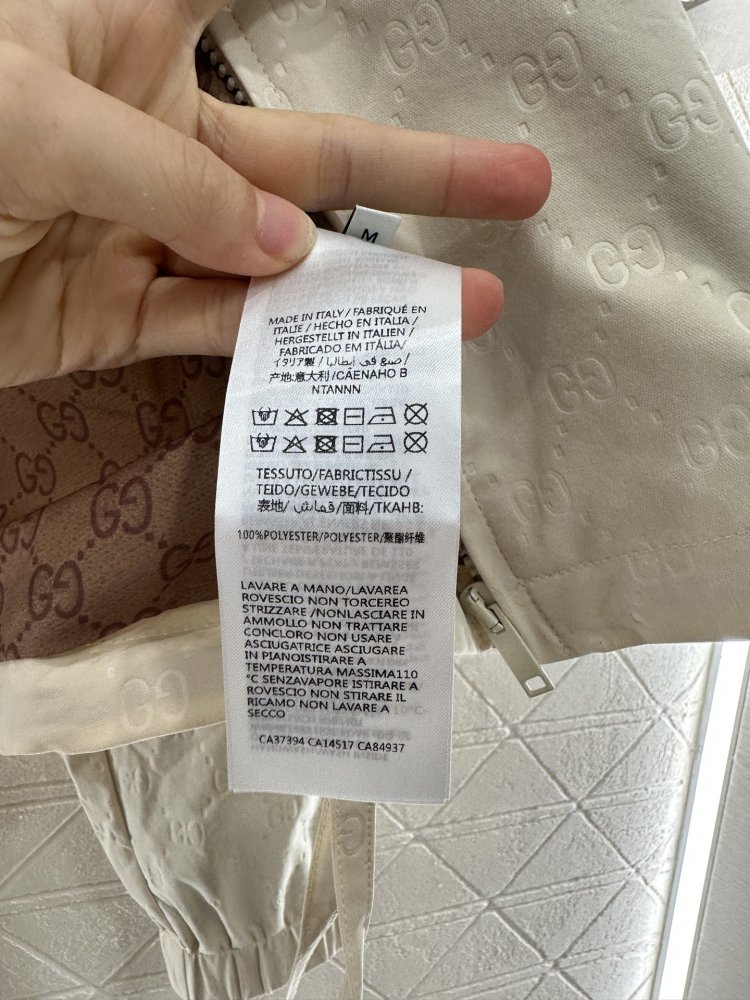 M
MADE IN ITALY / FABRIQUÉ EN
ITALIE / HECHO EN ITALIA /
HERGESTELLT IN ITALIEN /
FABRICADO EM ITÁLIA/
イタリア製 / صنع في إيطاليا /
产地:意大利/CÁENAHO B
NTANNN
TESSUTO/FABRICTISSU /
TEIDO/GEWEBE/TECIDO
表地/ قماش /面料/TKAHB:
100%POLYESTER/POLYESTER/聚酯纤维
LAVARE A MANO/LAVAREA
ROVESCIO NON TORCEREO
STRIZZARE /NONLASCIARE IN
AMMOLLO NON TRATTARE
CONCLORO NON USARE
ASCIUGATRICE ASCIUGARE
IN PIANOISTIRARE A
TEMPERATURA MASSIMA110
°C SENZAVAPORE ISTIRARE A
ROVESCIO NON STIRARE IL
RICAMO NON LAVARE A
SECCO
CA37394 CA14517 CA84937